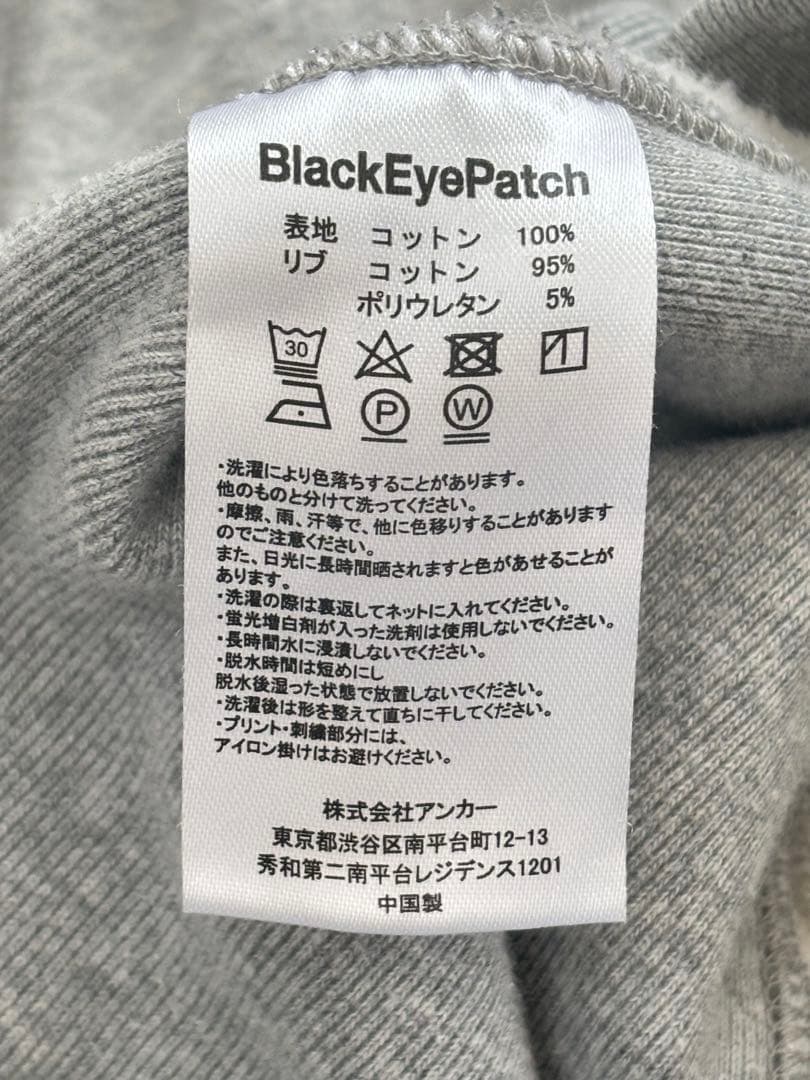 BlackEyePatch
表地 コットン 100%
リブ コットン 95%
ポリウレタン 5%
30
P W
・洗濯により色落ちすることがあります。
他のものと分けて洗ってください。
・摩擦、雨、汗等で、他に色移りすることがあります
のでご注意ください。
また、日光に長時間晒されますと色があせることが
あります。
・洗濯の際は裏返してネットに入れてください。
・蛍光増白剤が入った洗剤は使用しないでください。
・長時間水に浸漬しないでください。
・脱水時間は短めにし
脱水後湿った状態で放置しないでください。
・洗濯後は形を整えて直ちに干してください。
・プリント・刺繍部分には、
アイロン掛けはお避けください。
株式会社アンカー
東京都渋谷区南平台町12-13
秀和第二南平台レジデンス1201
中国製